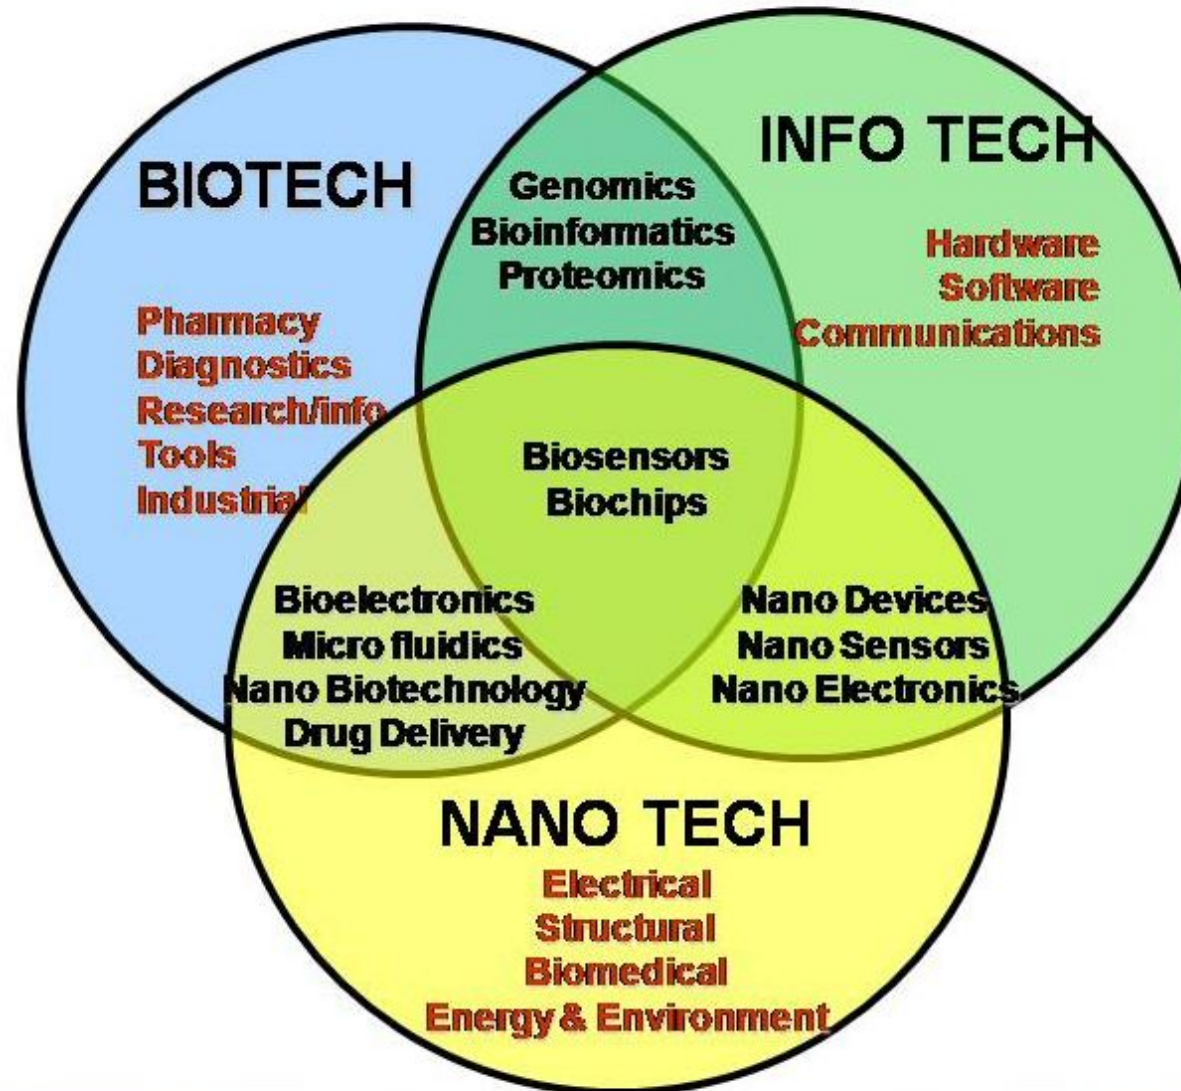 BIOTECH
Pharmacy
Diagnostics
Research/info
Tools
Industrial
Genomics
Bioinformatics
Proteomics
INFO TECH
Hardware
Software
Communications
Biosensors
Biochips
Bioelectronics
Micro fluidics
Nano Biotechnology
Drug Delivery
Nano Devices
Nano Sensors
Nano Electronics
NANO TECH
Electrical
Structural
Biomedical
Energy & Environment